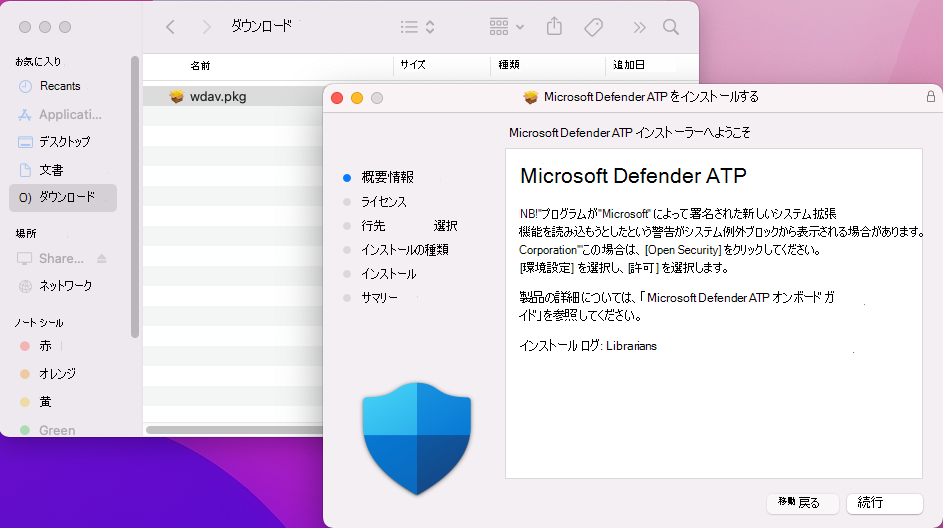 ダウンロード
お気に入り
Recents
Applicati...
デスクトップ
文書
O) ダウンロード
場所
Share...
ネットワーク
ノートシール
赤
オレンジ
黄
Green
名前 サイズ 種類 追加日
wdav.pkg
Microsoft Defender ATP をインストールする
Microsoft Defender ATP インストーラーへようこそ
概要情報
ライセンス
行先 選択
インストールの種類
インストール
サマリー
Microsoft Defender ATP
NB!"プログラムが"Microsoft" によって署名された新しいシステム拡張
機能を読み込もうとしたという警告がシステム例外ブロックから表示される場合があります。
Corporation"'この場合は、[Open Security] をクリックしてください。
[環境設定] を選択し、[許可] を選択します。
製品の詳細については、「Microsoft Defender ATP オンボード ガ
イド」を参照してください。
インストール ログ: Librarians
移動 戻る
続行